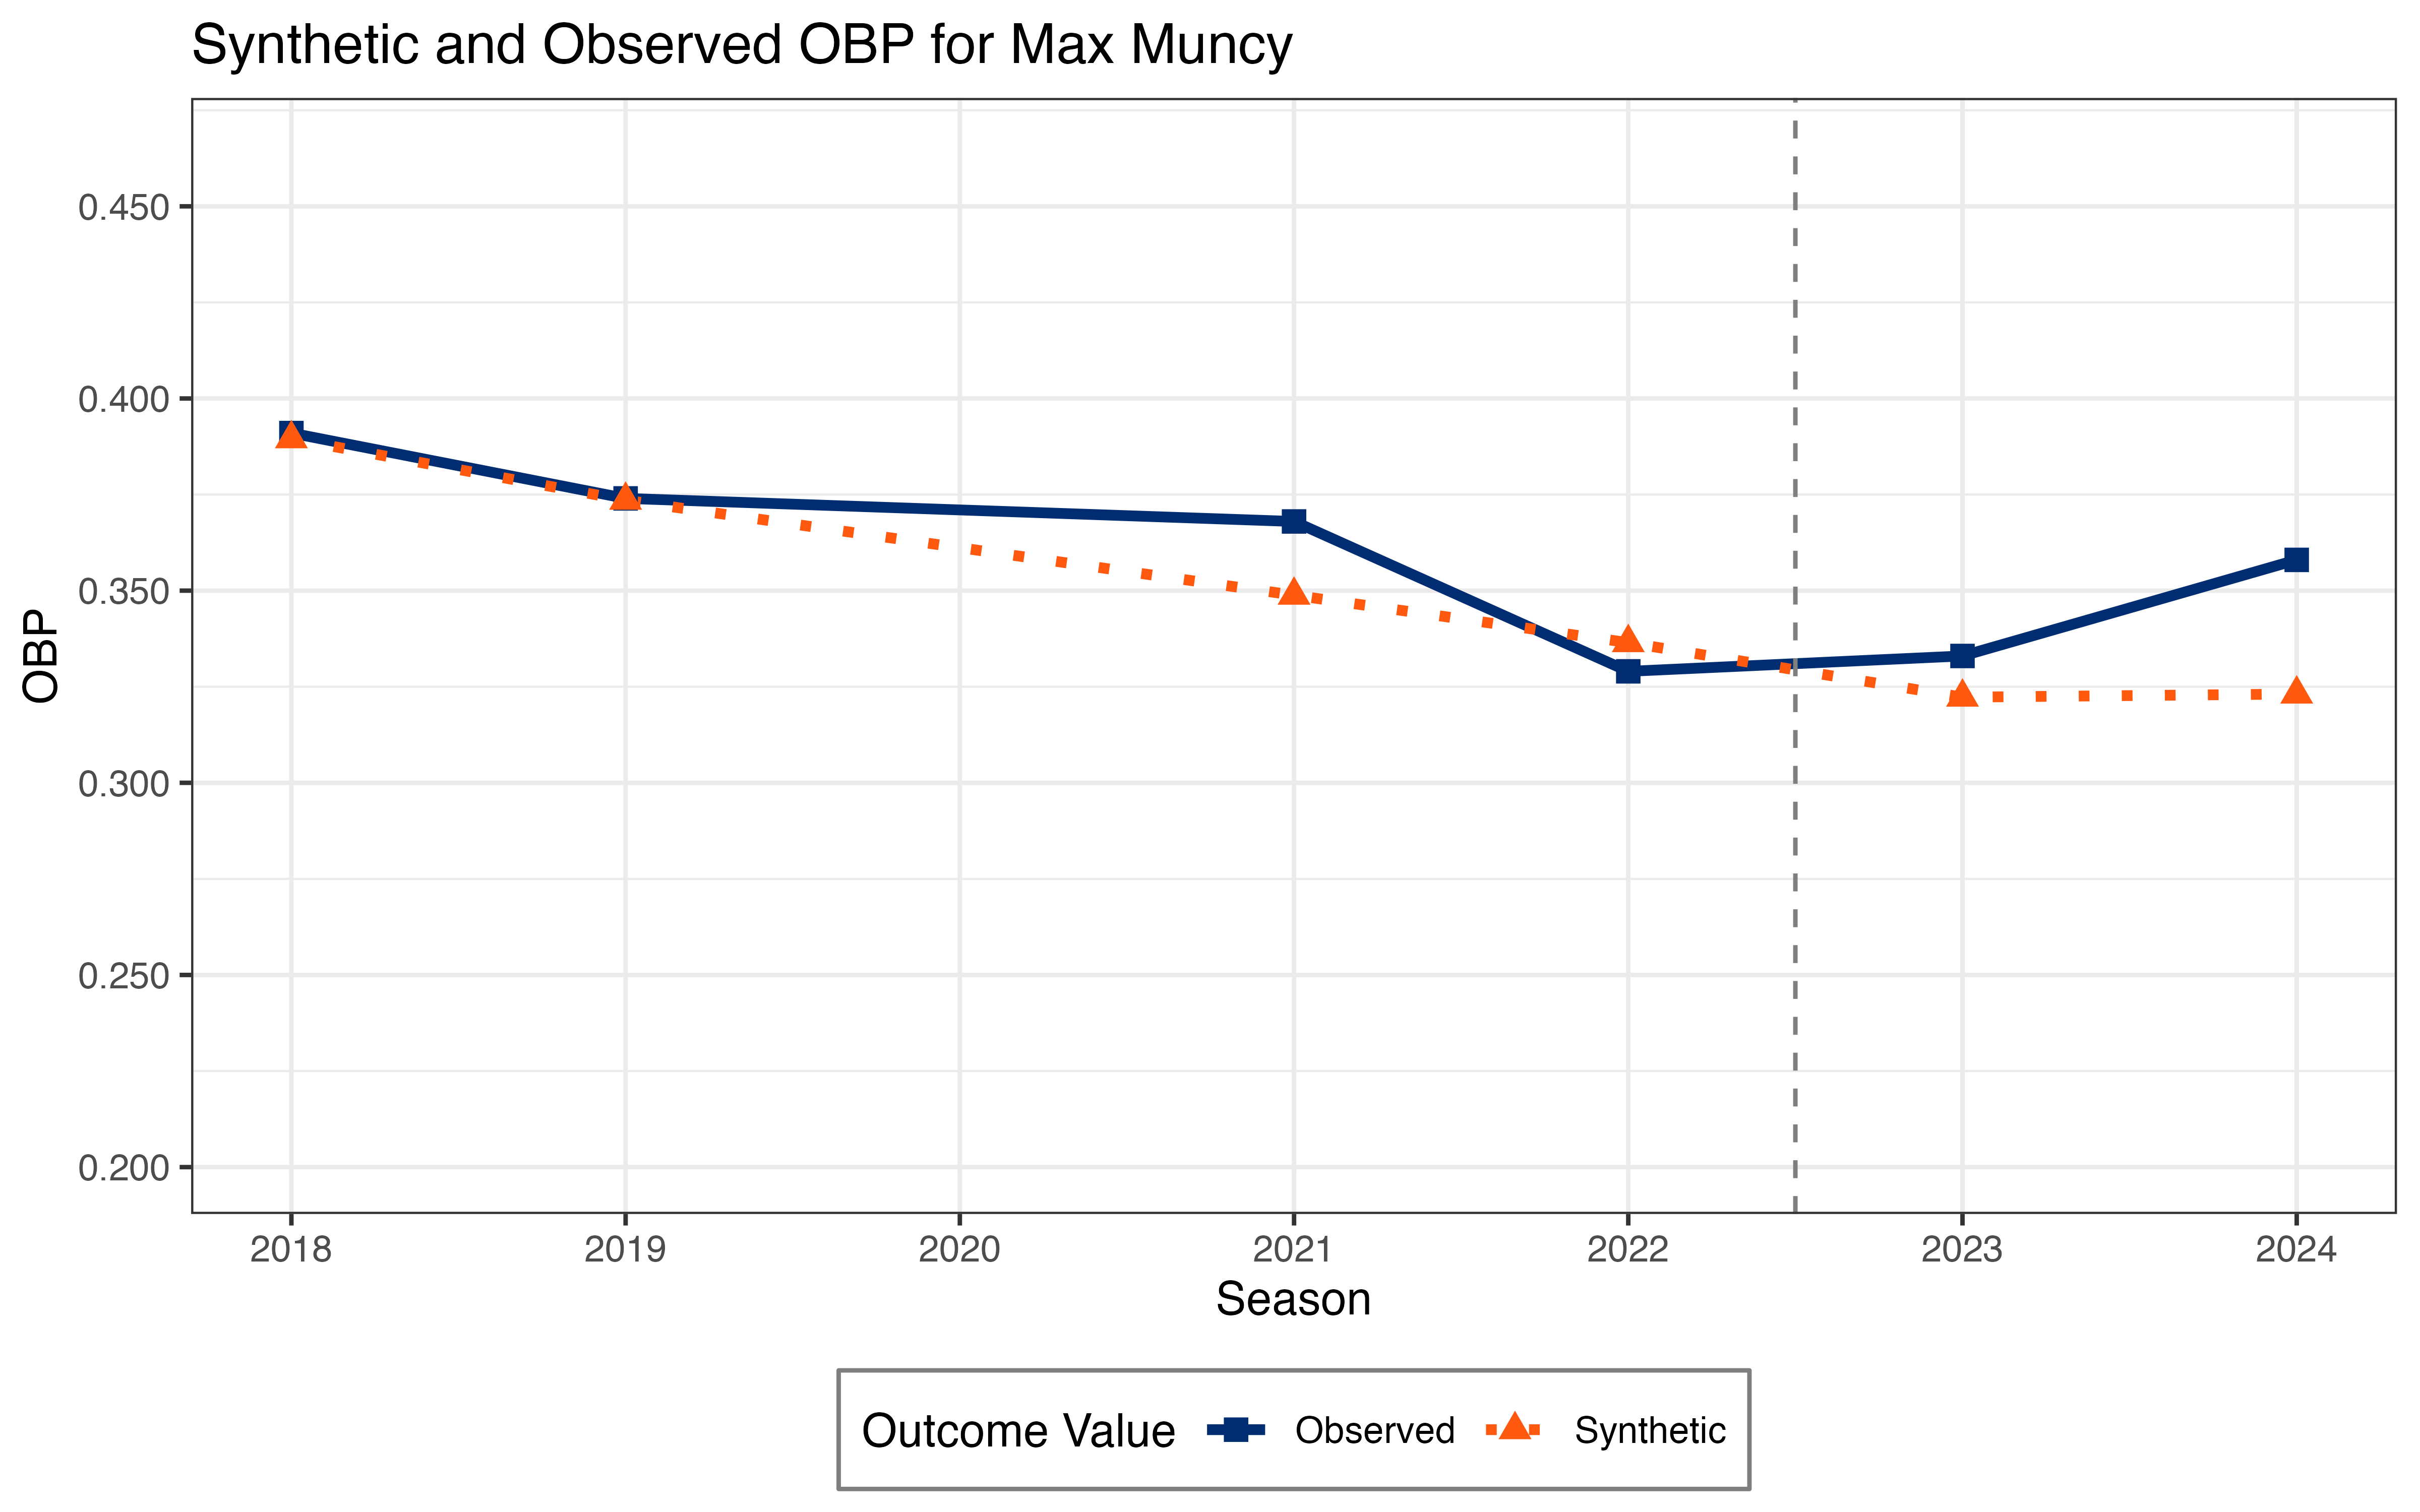 Synthetic and Observed OBP for Max Muncy
OBP
0.450
0.400
0.350
0.300
0.250
0.200
2018 2019 2020 2021 2022 2023 2024
Season
Outcome Value Observed Synthetic